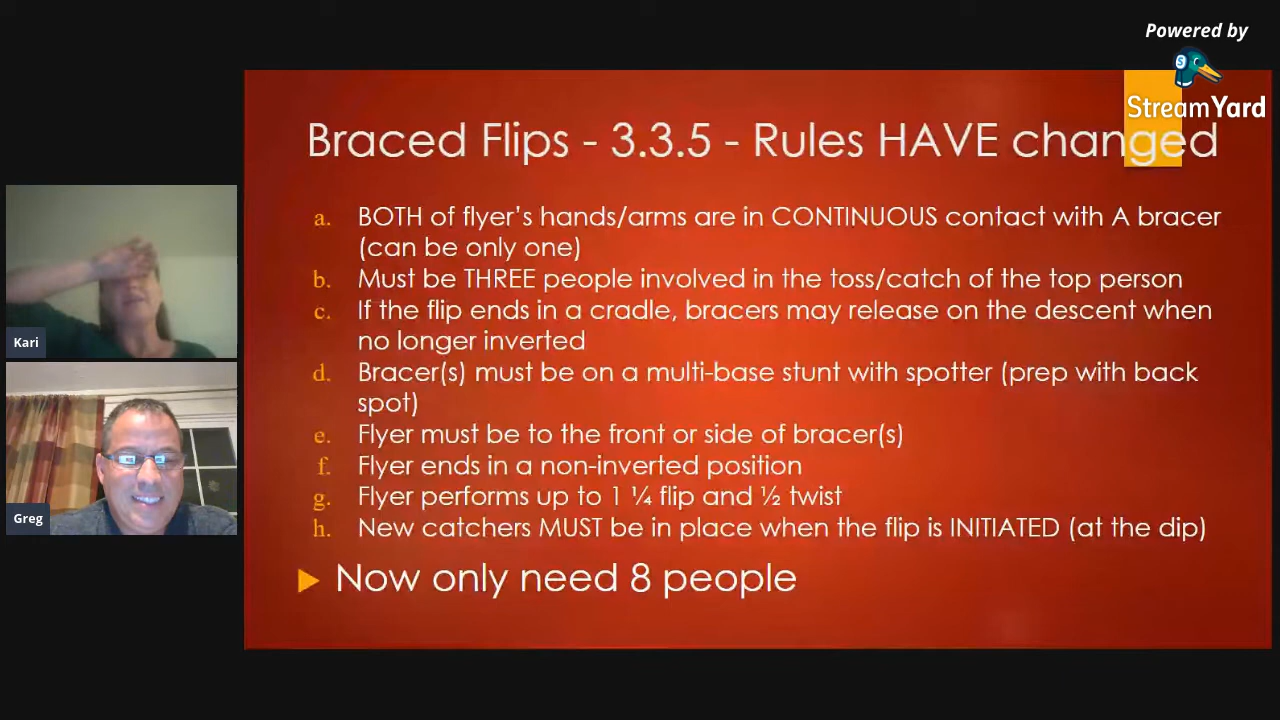 Powered by
StreamYard
Braced Flips - 3.3.5 - Rules HAVE changed
a. BOTH of flyer's hands/arms are in CONTINUOUS contact with A bracer
(can be only one)
b. Must be THREE people involved in the toss/catch of the top person
c. If the flip ends in a cradle, bracers may release on the descent when
no longer inverted
d. Bracer(s) must be on a multi-base stunt with spotter (prep with back
spot)
e. Flyer must be to the front or side of bracer(s)
f. Flyer ends in a non-inverted position
g. Flyer performs up to 1 ¼ flip and ½ twist
h. New catchers MUST be in place when the flip is INITIATED (at the dip)
Now only need 8 people
Kari
Greg